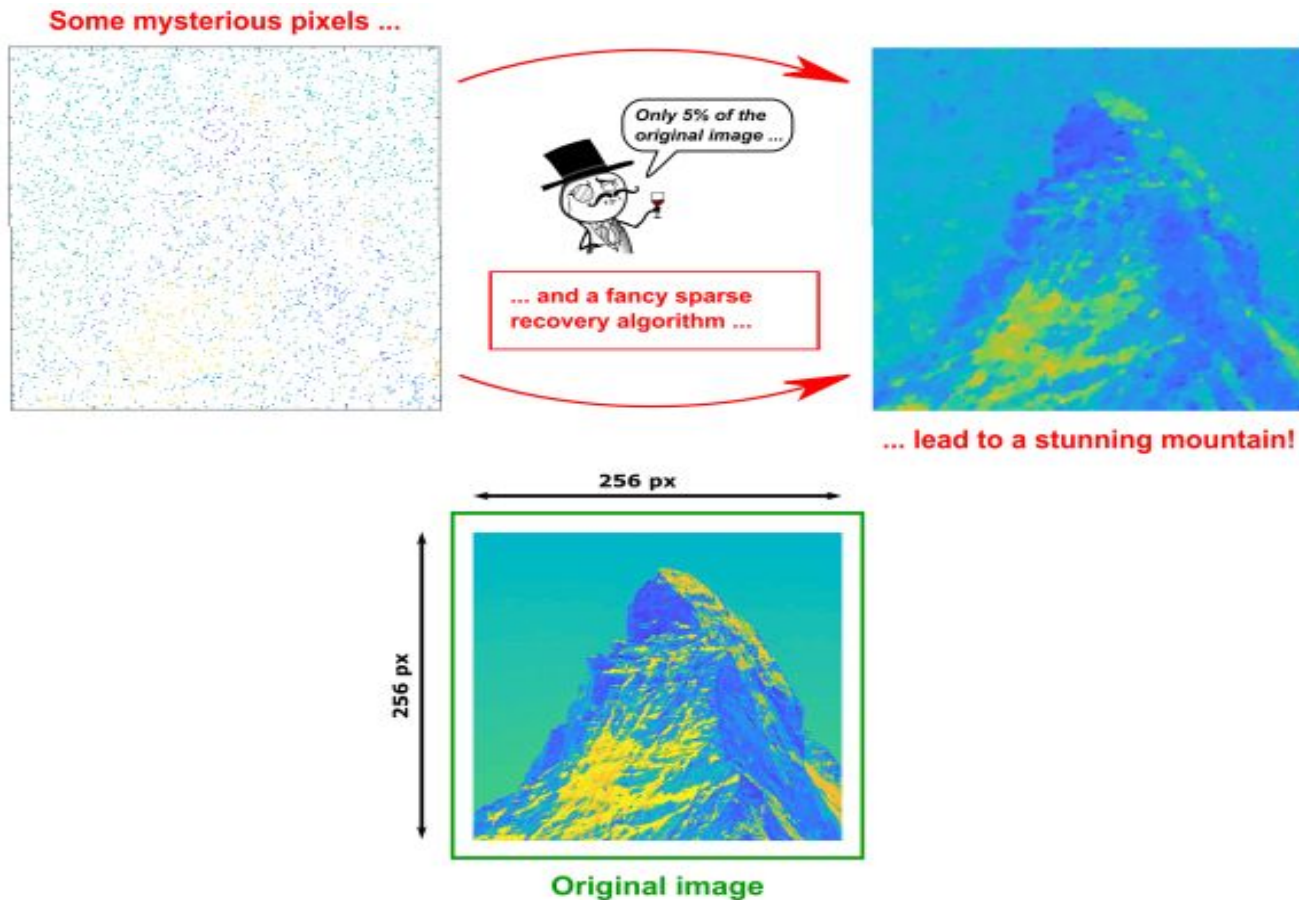 Some mysterious pixels ...
Only 5% of the
original image ...
... and a fancy sparse
recovery algorithm ...
... lead to a stunning mountain!
256 px
256 px
Original image